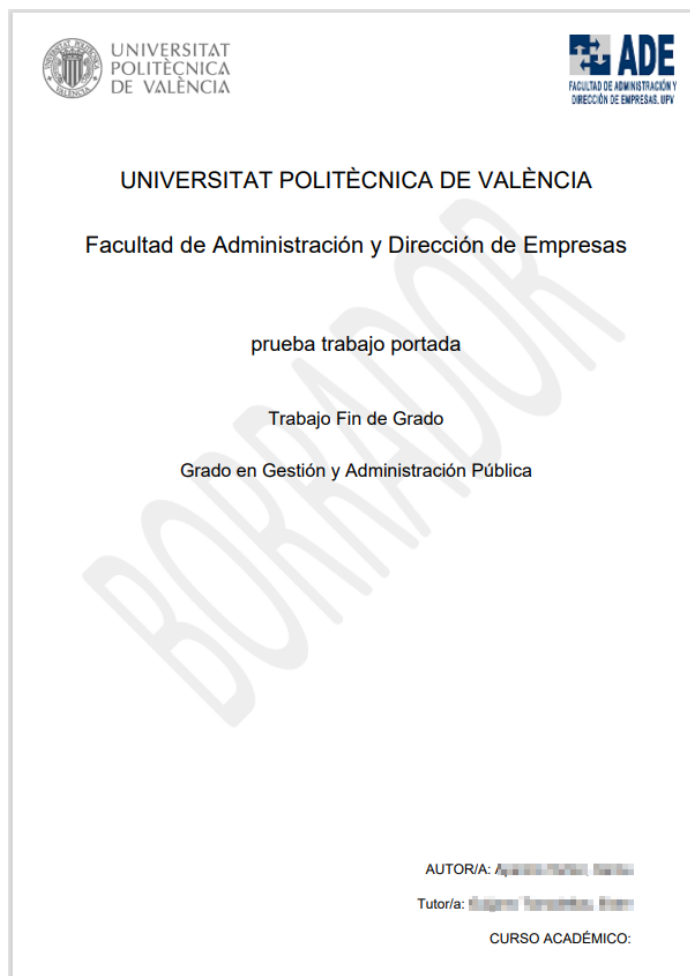 UNIVERSITAT
POLITÈCNICA
DE VALÈNCIA
ADE
FACULTAD DE ADMINISTRACIÓN Y
DIRECCIÓN DE EMPRESAS. UPV
UNIVERSITAT POLITÈCNICA DE VALÈNCIA
Facultad de Administración y Dirección de Empresas
prueba trabajo portada
Trabajo Fin de Grado
Grado en Gestión y Administración Pública
BORRADOR
AUTOR/A:
Tutor/a:
CURSO ACADÉMICO: